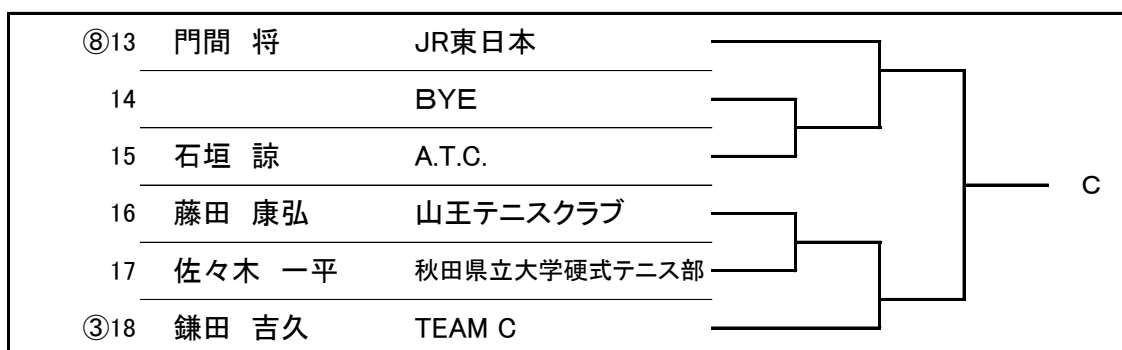 ⑧13 門間 将 JR東日本
14 BYE
15 石垣 諒 A.T.C.
C
16 藤田 康弘 山王テニスクラブ
17 佐々木 一平 秋田県立大学硬式テニス部
③18 鎌田 吉久 TEAM C